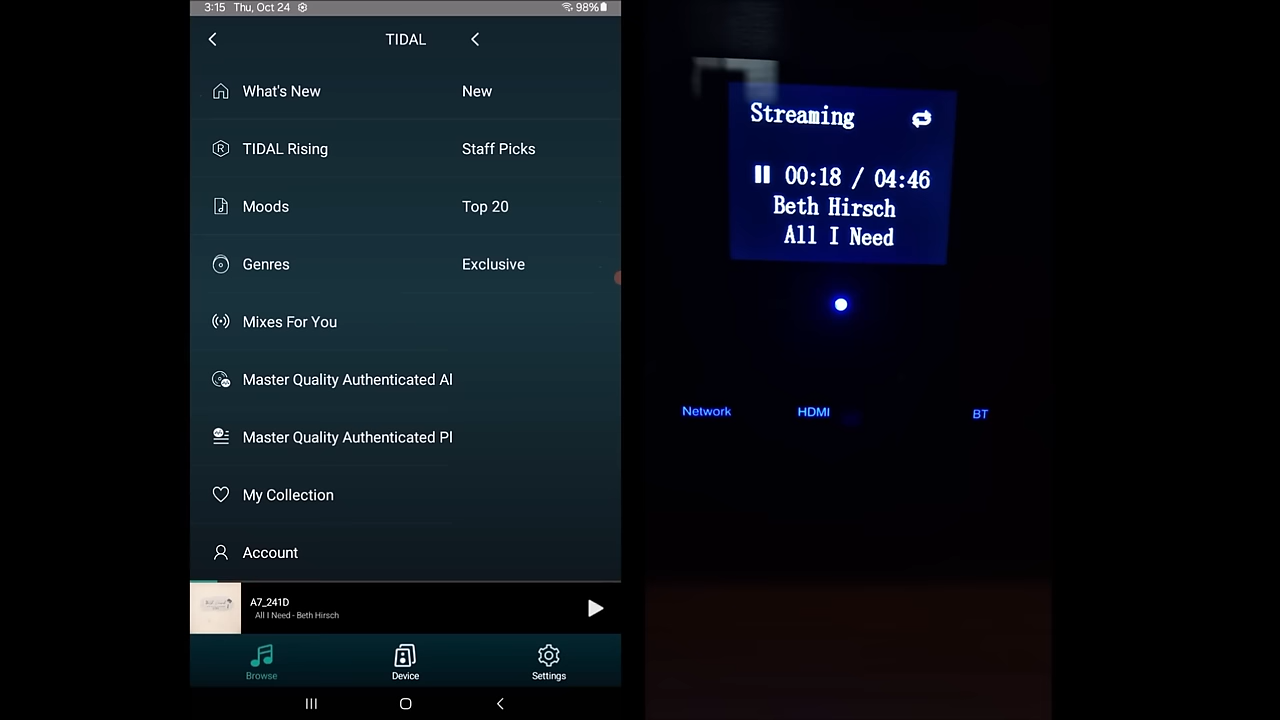 3:15 Thu, Oct 24
98%
TIDAL
What's New
TIDAL Rising
Moods
Genres
Mixes For You
Master Quality Authenticated Al
Master Quality Authenticated Pl
My Collection
Account
New
Staff Picks
Top 20
Exclusive
A7_241D
All I Need - Beth Hirsch
Browse
Device
Settings
Streaming
00:18 / 04:46
Beth Hirsch
All I Need
Network
HDMI
BT